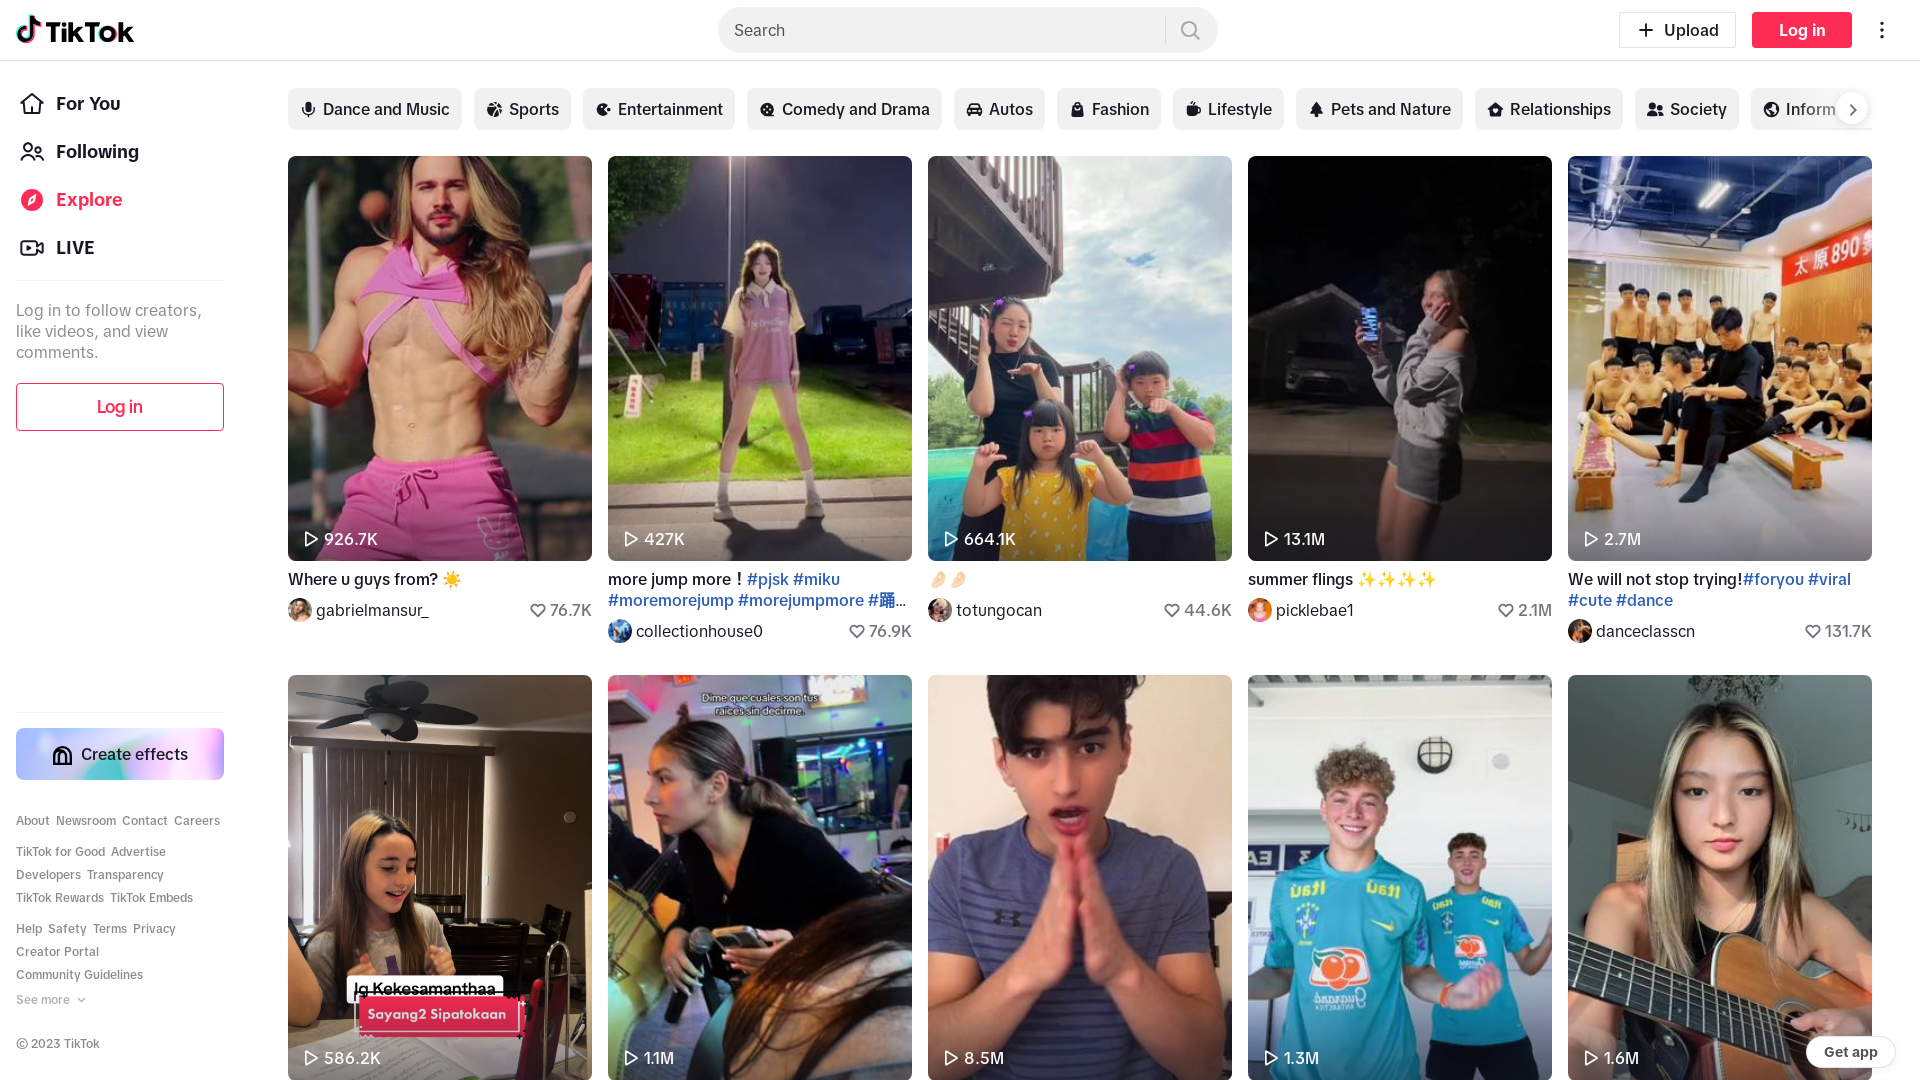 TikTok
Search
Upload
Log in
For You
Following
Explore
LIVE
Log in to follow creators,
like videos, and view
comments.
Log in
Create effects
About Newsroom Contact Careers
TikTok for Good Advertise
Developers Transparency
TikTok Rewards TikTok Embeds
Help Safety Terms Privacy
Creator Portal
Community Guidelines
See more
© 2023 TikTok
Dance and Music
Sports
Entertainment
Comedy and Drama
Autos
Fashion
Lifestyle
Pets and Nature
Relationships
Society
Inform
926.7K
Where u guys from? ☀️
gabrielmansur_
76.7K
427K
more jump more ! #pjsk #miku
#moremorejump #morejumpmore #踊...
collectionhouse0
76.9K
664.1K
🤌🏻🤌🏻
totungocan
44.6K
13.1M
summer flings ✨✨✨✨
picklebae1
2.1M
太原890
2.7M
We will not stop trying!#foryou #viral
#cute #dance
danceclasscn
131.7K
Ig Kekesamanthaa
Sayang2 Sipatokaan
586.2K
Dime que cuales son tus
raices sin decirme.
1.1M
8.5M
Itaú
Itaú
Itaú
Guaraná
ANTARCTICA
1.3M
1.6M
Get app